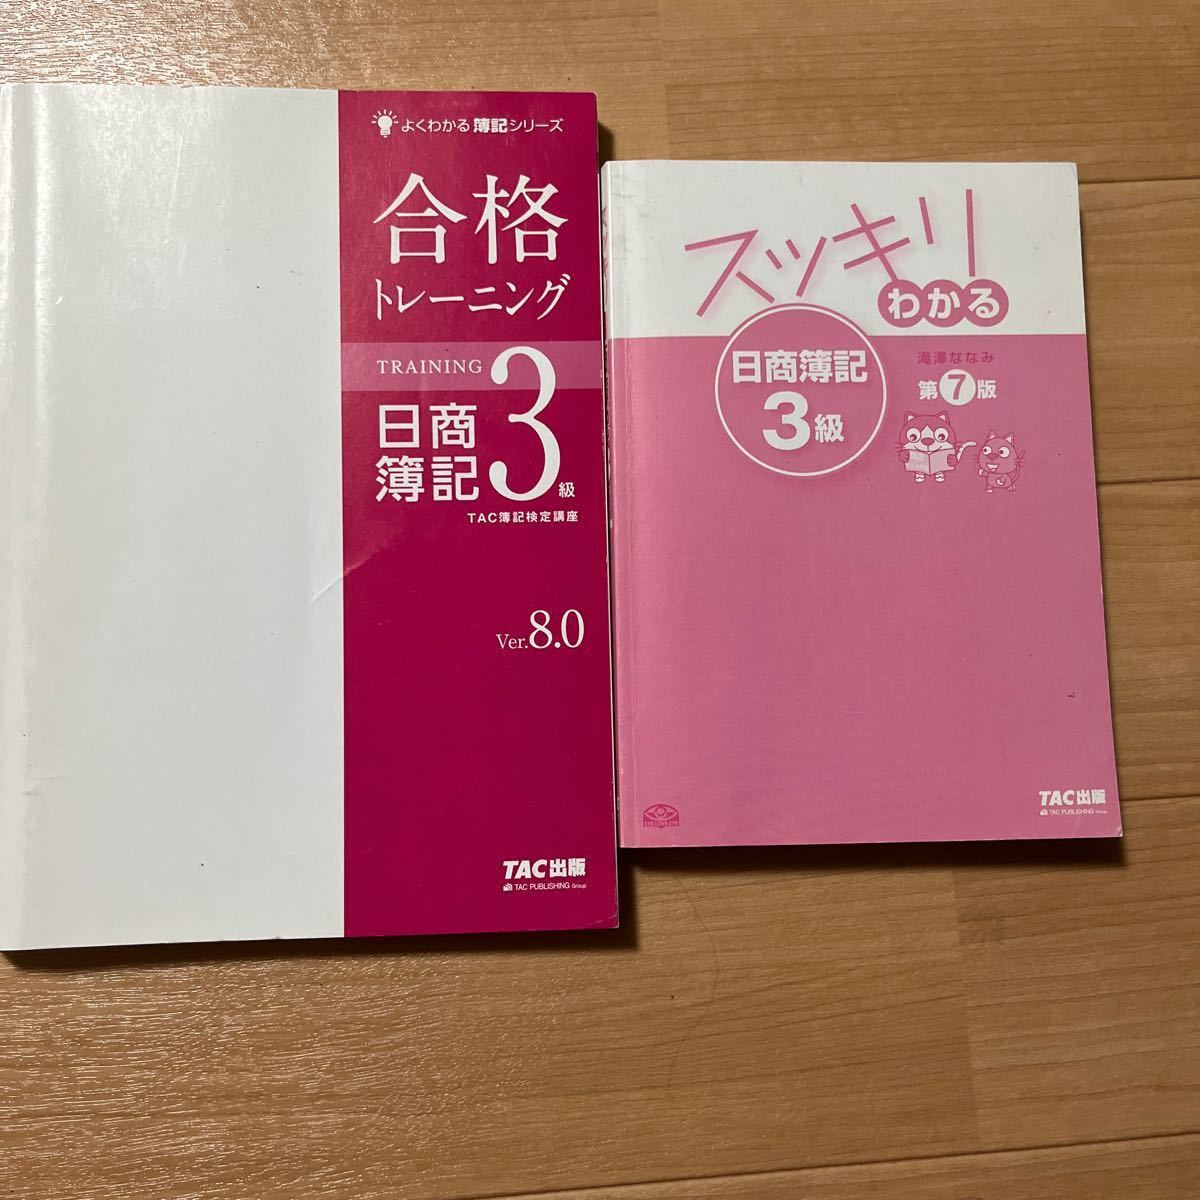 よくわかる簿記シリーズ
合格
トレーニング
TRAINING
日商
簿記
3級
TAC簿記検定講座
Ver.8.0
TAC出版
TAC PUBLISHING Group
スッキリ
わかる
日商簿記
3級
滝澤ななみ
第7版
EYE LOVE EYE
TAC出版
TAC PUBLISHING Group